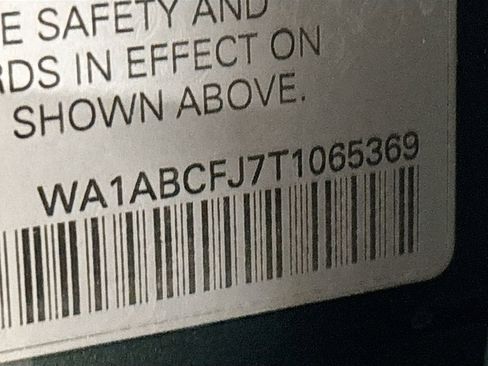 E SAFETY AND
RDS IN EFFECT ON
SHOWN ABOVE.
WA1ABCFJ7T1065369